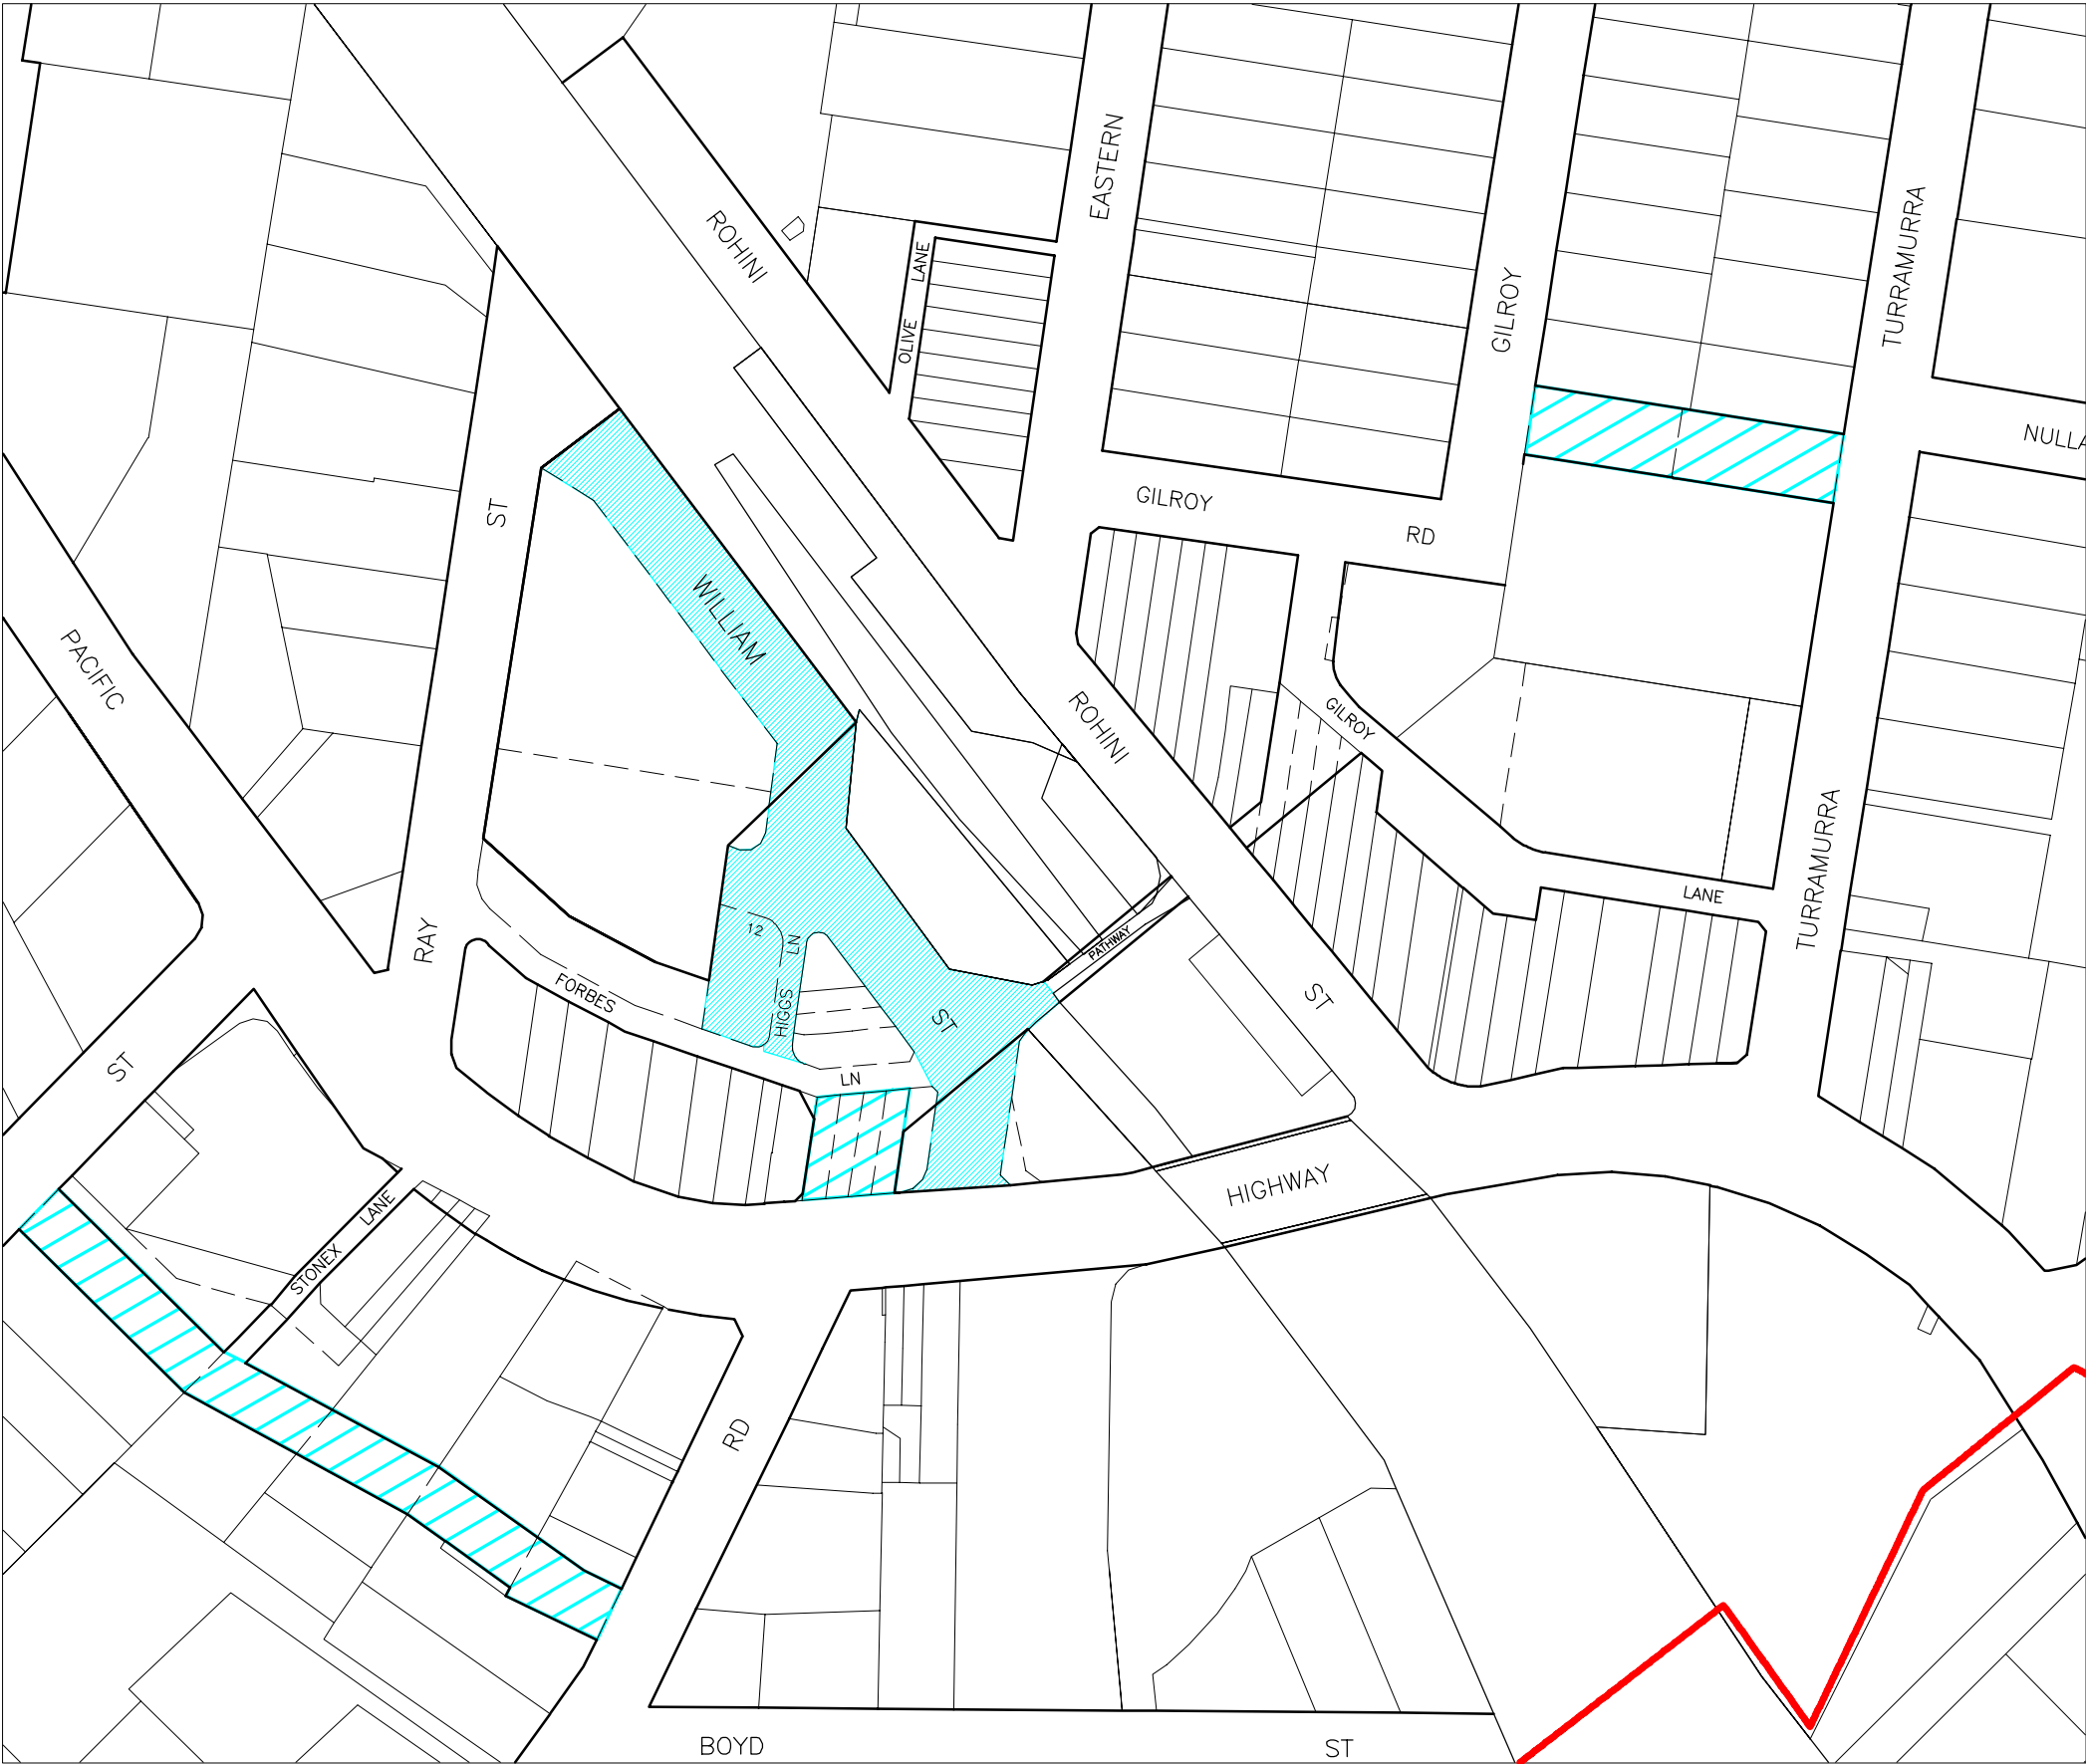 EASTERN
ROHINI
LANE
OLIVE
TURRAMURRA
GILROY
NULLA
GILROY
RD
ST
WILLIAM
PACIFIC
ROHINI
GILROY
TURRAMURRA
LANE
12
LN
RAY
PATHWAY
FORBES
HIGGS
ST
ST
ST
LN
HIGHWAY
LANE
STONEX
RD
BOYD
ST